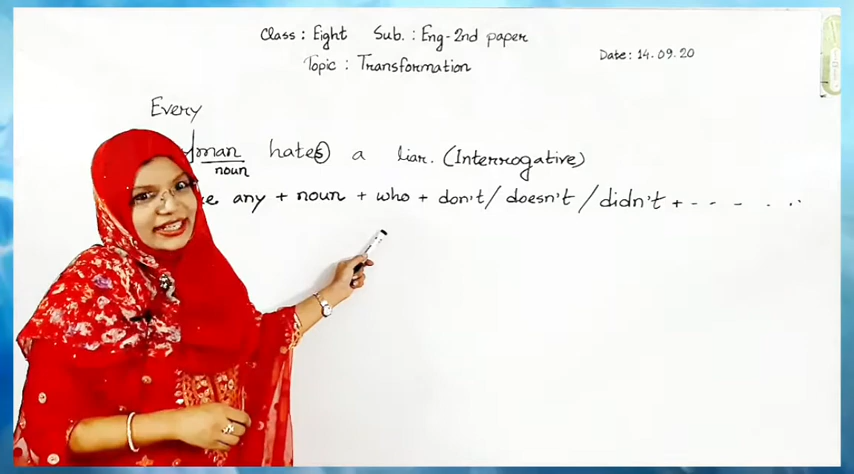 Class : Eight Sub. : Eng-2nd paper
Date: 14.09.20
Topic : Transformation
Every
man hates a liar. (Interrogative)
noun
any + noun + who + don't / doesn't / didn't + - - - . . .